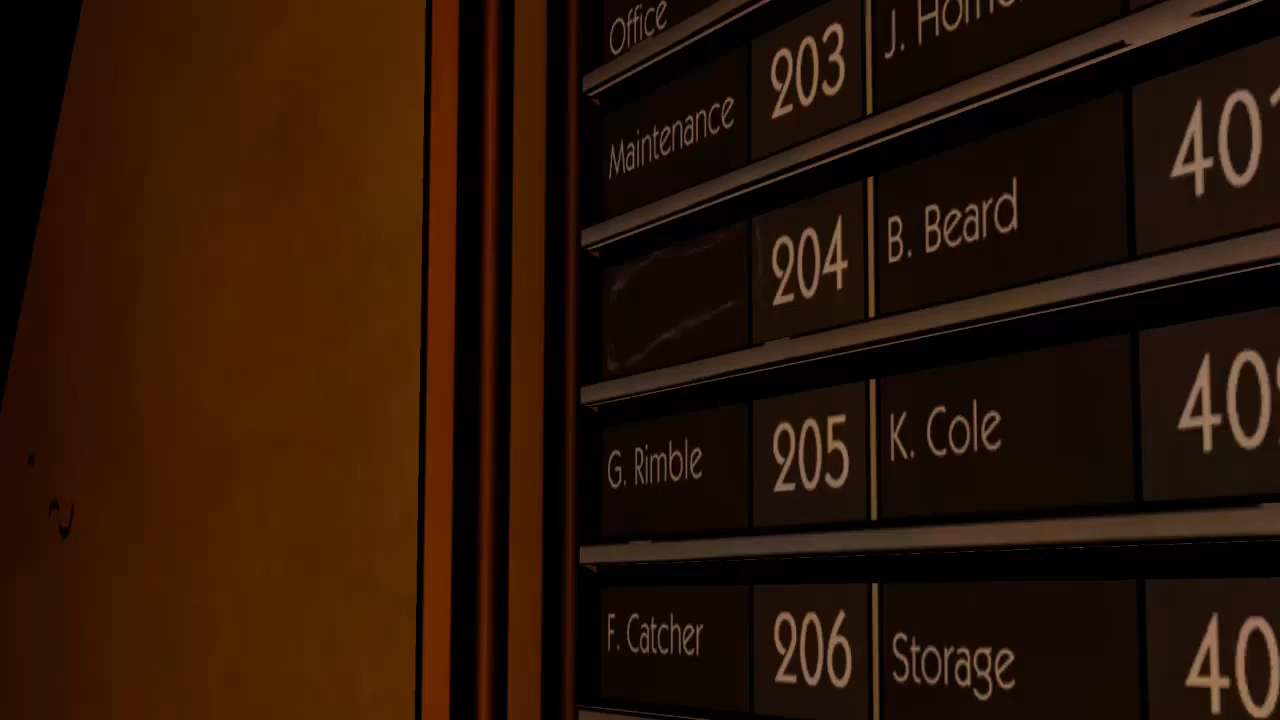 Office
Maintenance 203
204
G. Rimble 205
F. Catcher 206
J.
B. Beard
K. Cole
Storage